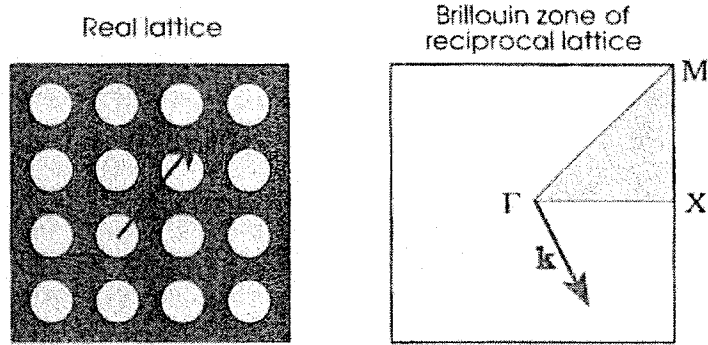 Real lattice
Brillouin zone of
reciprocal lattice
M
Γ
X
k